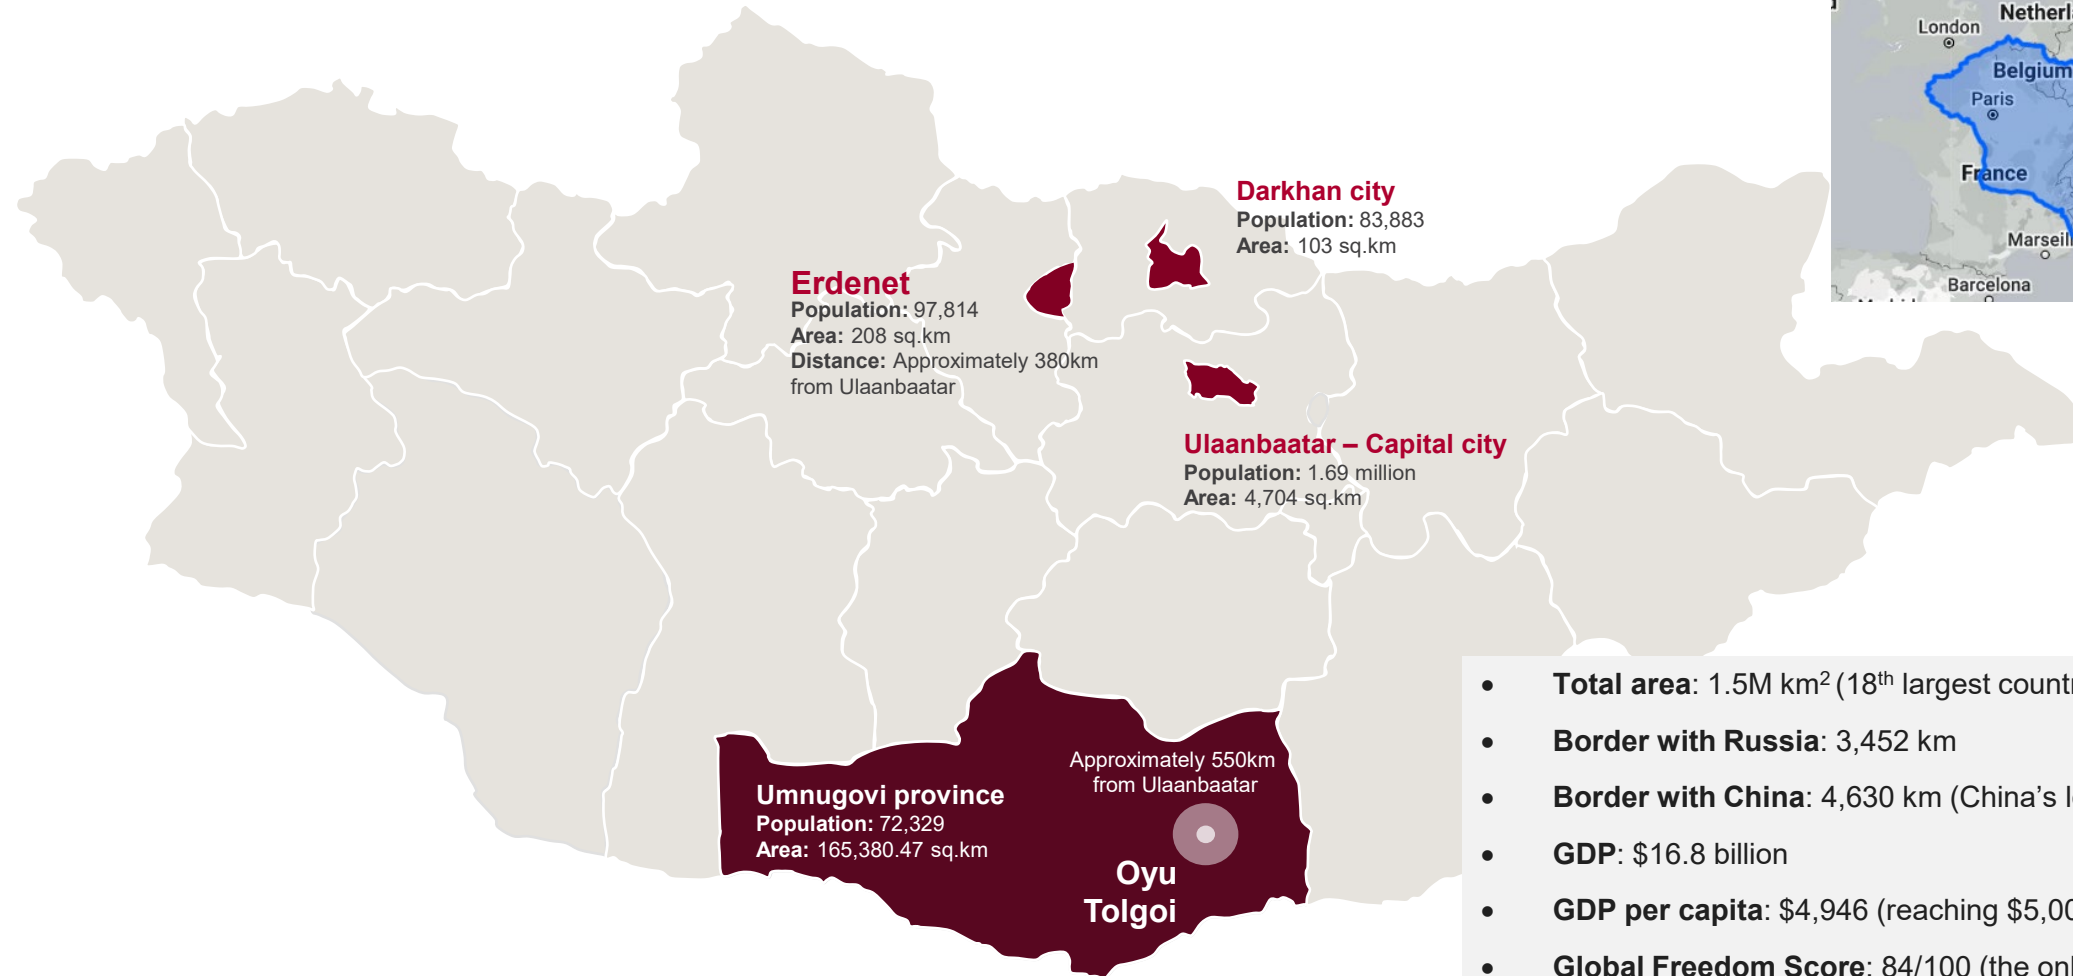 London
Netherl
Belgium
Paris
France
Marseil
Barcelona
Darkhan city
Population: 83,883
Area: 103 sq.km
Erdenet
Population: 97,814
Area: 208 sq.km
Distance: Approximately 380km
from Ulaanbaatar
Ulaanbaatar – Capital city
Population: 1.69 million
Area: 4,704 sq.km
Approximately 550km
from Ulaanbaatar
Umnugovi province
Population: 72,329
Area: 165,380.47 sq.km
Oyu
Tolgoi
• Total area: 1.5M km² (18th largest countr
• Border with Russia: 3,452 km
• Border with China: 4,630 km (China's l
• GDP: $16.8 billion
• GDP per capita: $4,946 (reaching $5,00
• Global Freedom Score: 84/100 (the onl